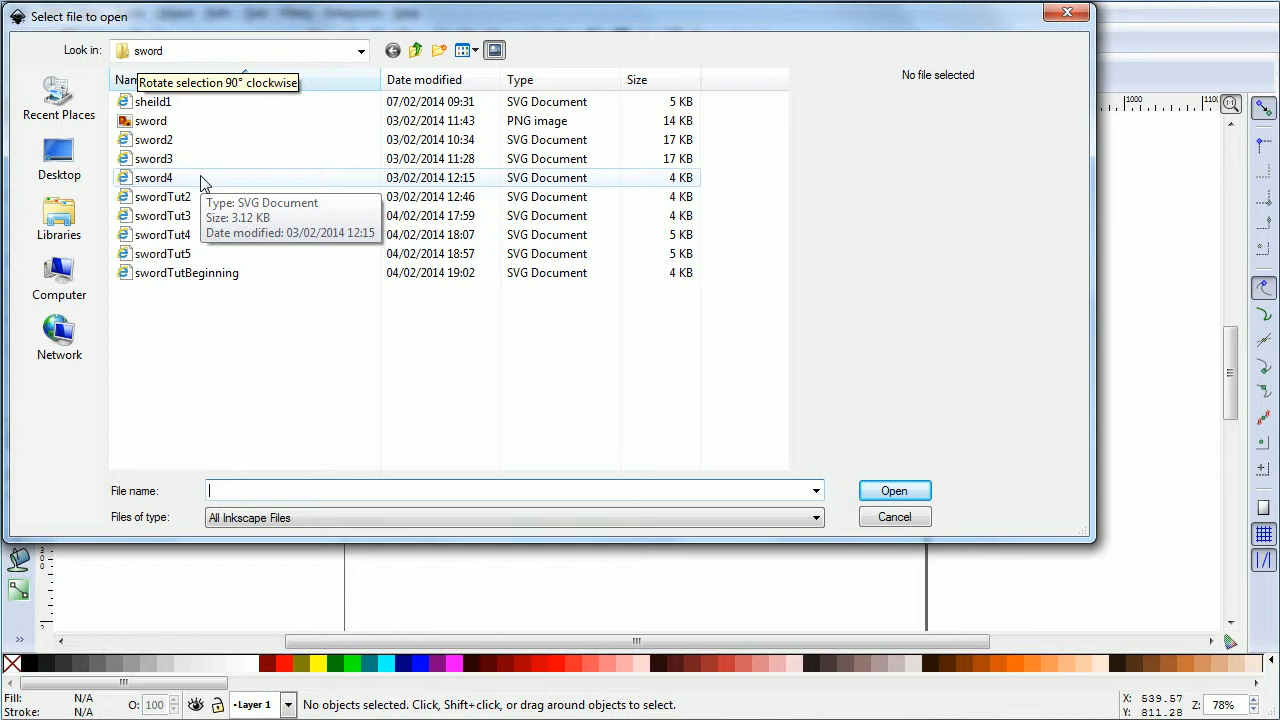 Select file to open
Look in: sword
Rotate selection 90° clockwise
Date modified Type Size
No file selected
sheild1 07/02/2014 09:31 SVG Document 5 KB
sword 03/02/2014 11:43 PNG image 14 KB
sword2 03/02/2014 10:34 SVG Document 17 KB
sword3 03/02/2014 11:28 SVG Document 17 KB
sword4 03/02/2014 12:15 SVG Document 4 KB
swordTut2 03/02/2014 12:46 SVG Document 4 KB
swordTut3 04/02/2014 17:59 SVG Document 5 KB
swordTut4 04/02/2014 18:07 SVG Document 5 KB
swordTut5 04/02/2014 18:57 SVG Document 5 KB
swordTutBeginning 04/02/2014 19:02 SVG Document 4 KB
Type: SVG Document
Size: 3.12 KB
Date modified: 03/02/2014 12:15
Recent Places
Desktop
Libraries
Computer
Network
File name:
Open
Files of type: All Inkscape Files
Cancel
1000
Fill: N/A
Stroke: N/A
O: 100
Layer 1
No objects selected. Click, Shift+click, or drag around objects to select.
X: 539.57
Y: 811.28
Z: 78%